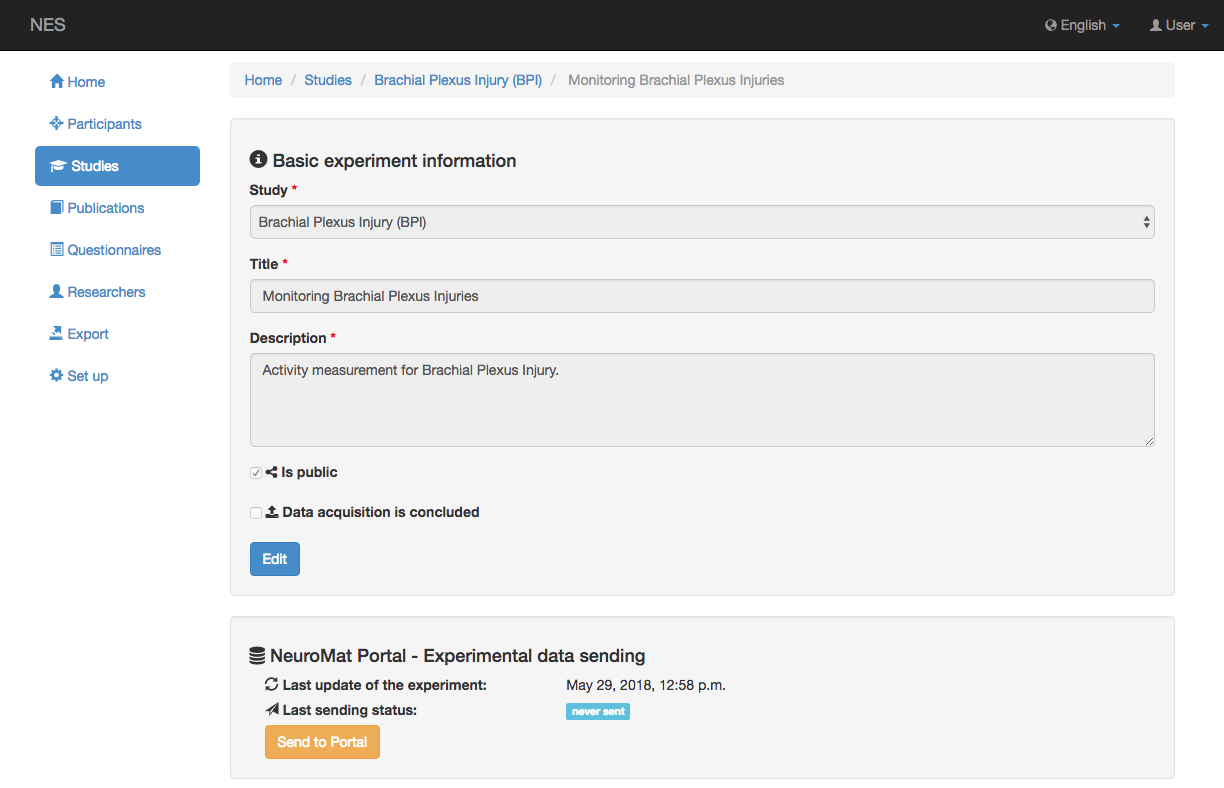 NES English User
Home
Participants
Studies
Publications
Questionnaires
Researchers
Export
Set up
Home / Studies / Brachial Plexus Injury (BPI) / Monitoring Brachial Plexus Injuries
Basic experiment information
Study *
Brachial Plexus Injury (BPI)
Title *
Monitoring Brachial Plexus Injuries
Description *
Activity measurement for Brachial Plexus Injury.
Is public
Data acquisition is concluded
Edit
NeuroMat Portal - Experimental data sending
Last update of the experiment: May 29, 2018, 12:58 p.m.
Last sending status: never sent
Send to Portal